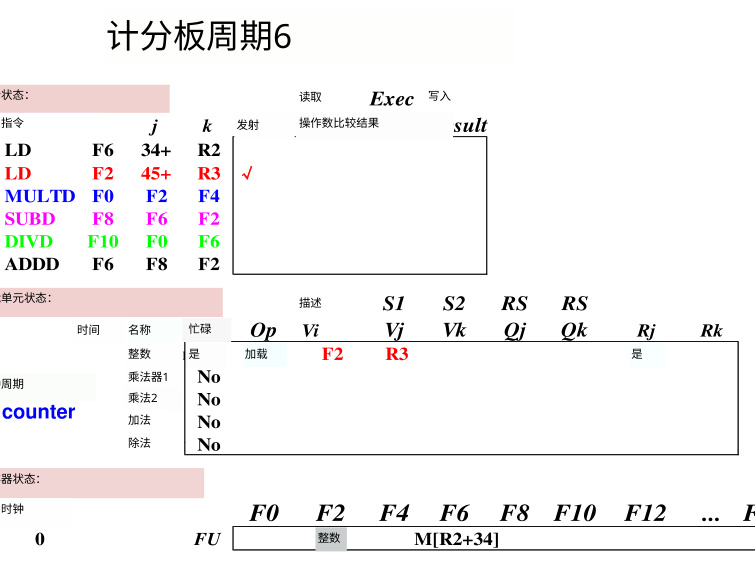 计分板周期6
状态：
读取 Exec 写入
指令 j k 发射 操作数比较结果 sult
LD F6 34+ R2
LD F2 45+ R3 √
MULTD F0 F2 F4
SUBD F8 F6 F2
DIVD F10 F0 F6
ADDD F6 F8 F2
单元状态：
描述 S1 S2 RS RS
时间 名称 忙碌 Op Vi Vj Vk Qj Qk Rj Rk
整数 是 加载 F2 R3 是
乘法器1 No
周期
乘法2 No
counter
加法 No
除法 No
器状态：
时钟
F0 F2 F4 F6 F8 F10 F12 ...
0 FU 整数 M[R2+34]